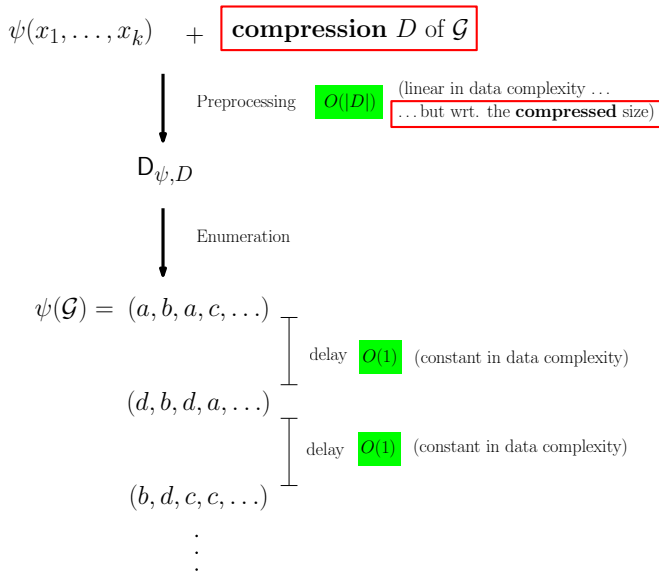 ψ(x₁, . . . , xₖ) + compression D of 𝒢
Preprocessing O(|D|) (linear in data complexity . . .
. . . but wrt. the compressed size)
D_{ψ,D}
Enumeration
ψ(𝒢) = (a, b, a, c, . . .)
delay O(1) (constant in data complexity)
(d, b, d, a, . . .)
delay O(1) (constant in data complexity)
(b, d, c, c, . . .)